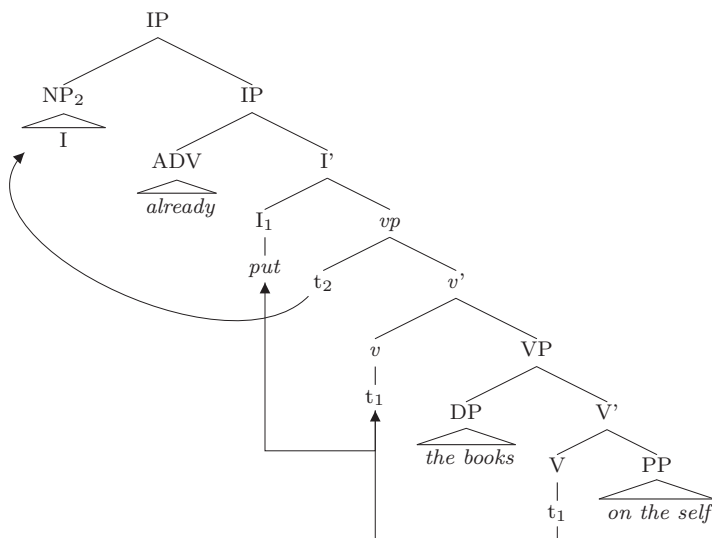 IP
NP₂ IP
I
ADV I'
already
I₁ vp
put
t₂ v'
v VP
t₁
DP V'
the books
V PP
t₁ on the self